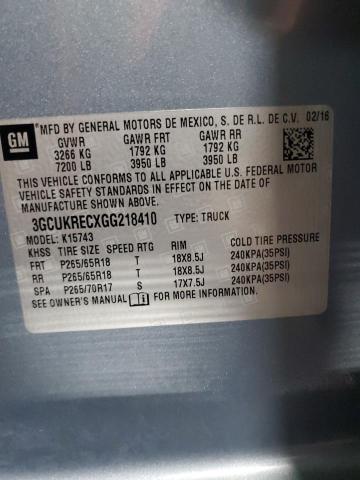 GM
MFD BY GENERAL MOTORS DE MEXICO, S. DE R.L. DE C.V. 02/16
GVWR GAWR FRT GAWR RR
3266 KG 1792 KG 1792 KG
7200 LB 3950 LB 3950 LB
THIS VEHICLE CONFORMS TO ALL APPLICABLE U.S. FEDERAL MOTOR
VEHICLE SAFETY STANDARDS IN EFFECT ON THE DATE OF
MANUFACTURE SHOWN ABOVE.
3GCUKRECXGG218410 TYPE: TRUCK
MODEL: K15743
KHSS TIRE SIZE SPEED RTG RIM COLD TIRE PRESSURE
FRT P265/65R18 T 18X8.5J 240KPA(35PSI)
RR P265/65R18 T 18X8.5J 240KPA(35PSI)
SPA P265/70R17 S 17X7.5J 240KPA(35PSI)
SEE OWNER'S MANUAL FOR MORE INFORMATION.